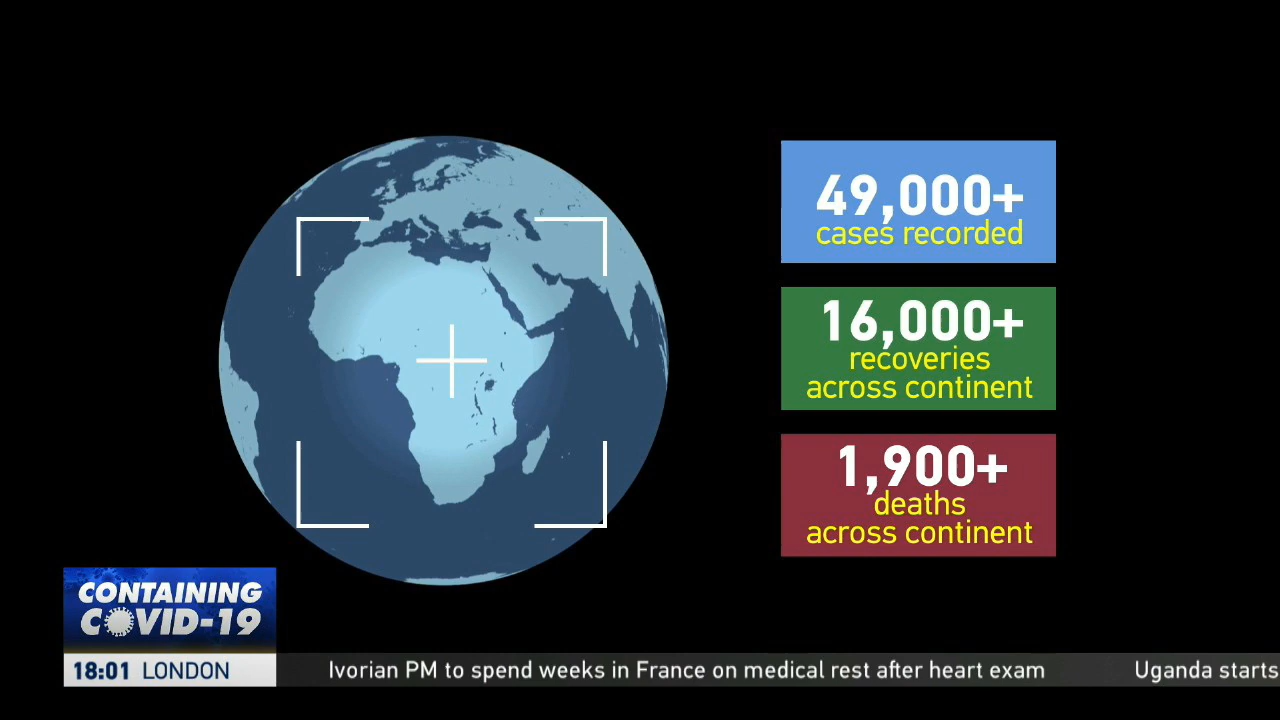 49,000+
cases recorded
16,000+
recoveries
across continent
1,900+
deaths
across continent
CONTAINING
COVID-19
18:01 LONDON
Ivorian PM to spend weeks in France on medical rest after heart exam
Uganda starts